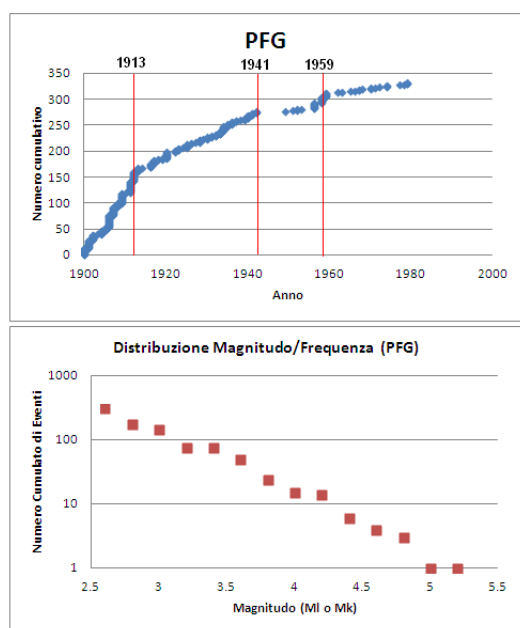 PFG
1913 1941 1959
350
300
250
200
150
100
50
0
Numero cumulativo
1900 1920 1940 1960 1980 2000
Anno
Distribuzione Magnitudo/Frequenza (PFG)
1000
100
10
1
Numero Cumulato di Eventi
2.5 3 3.5 4 4.5 5 5.5
Magnitudo (Ml o Mk)